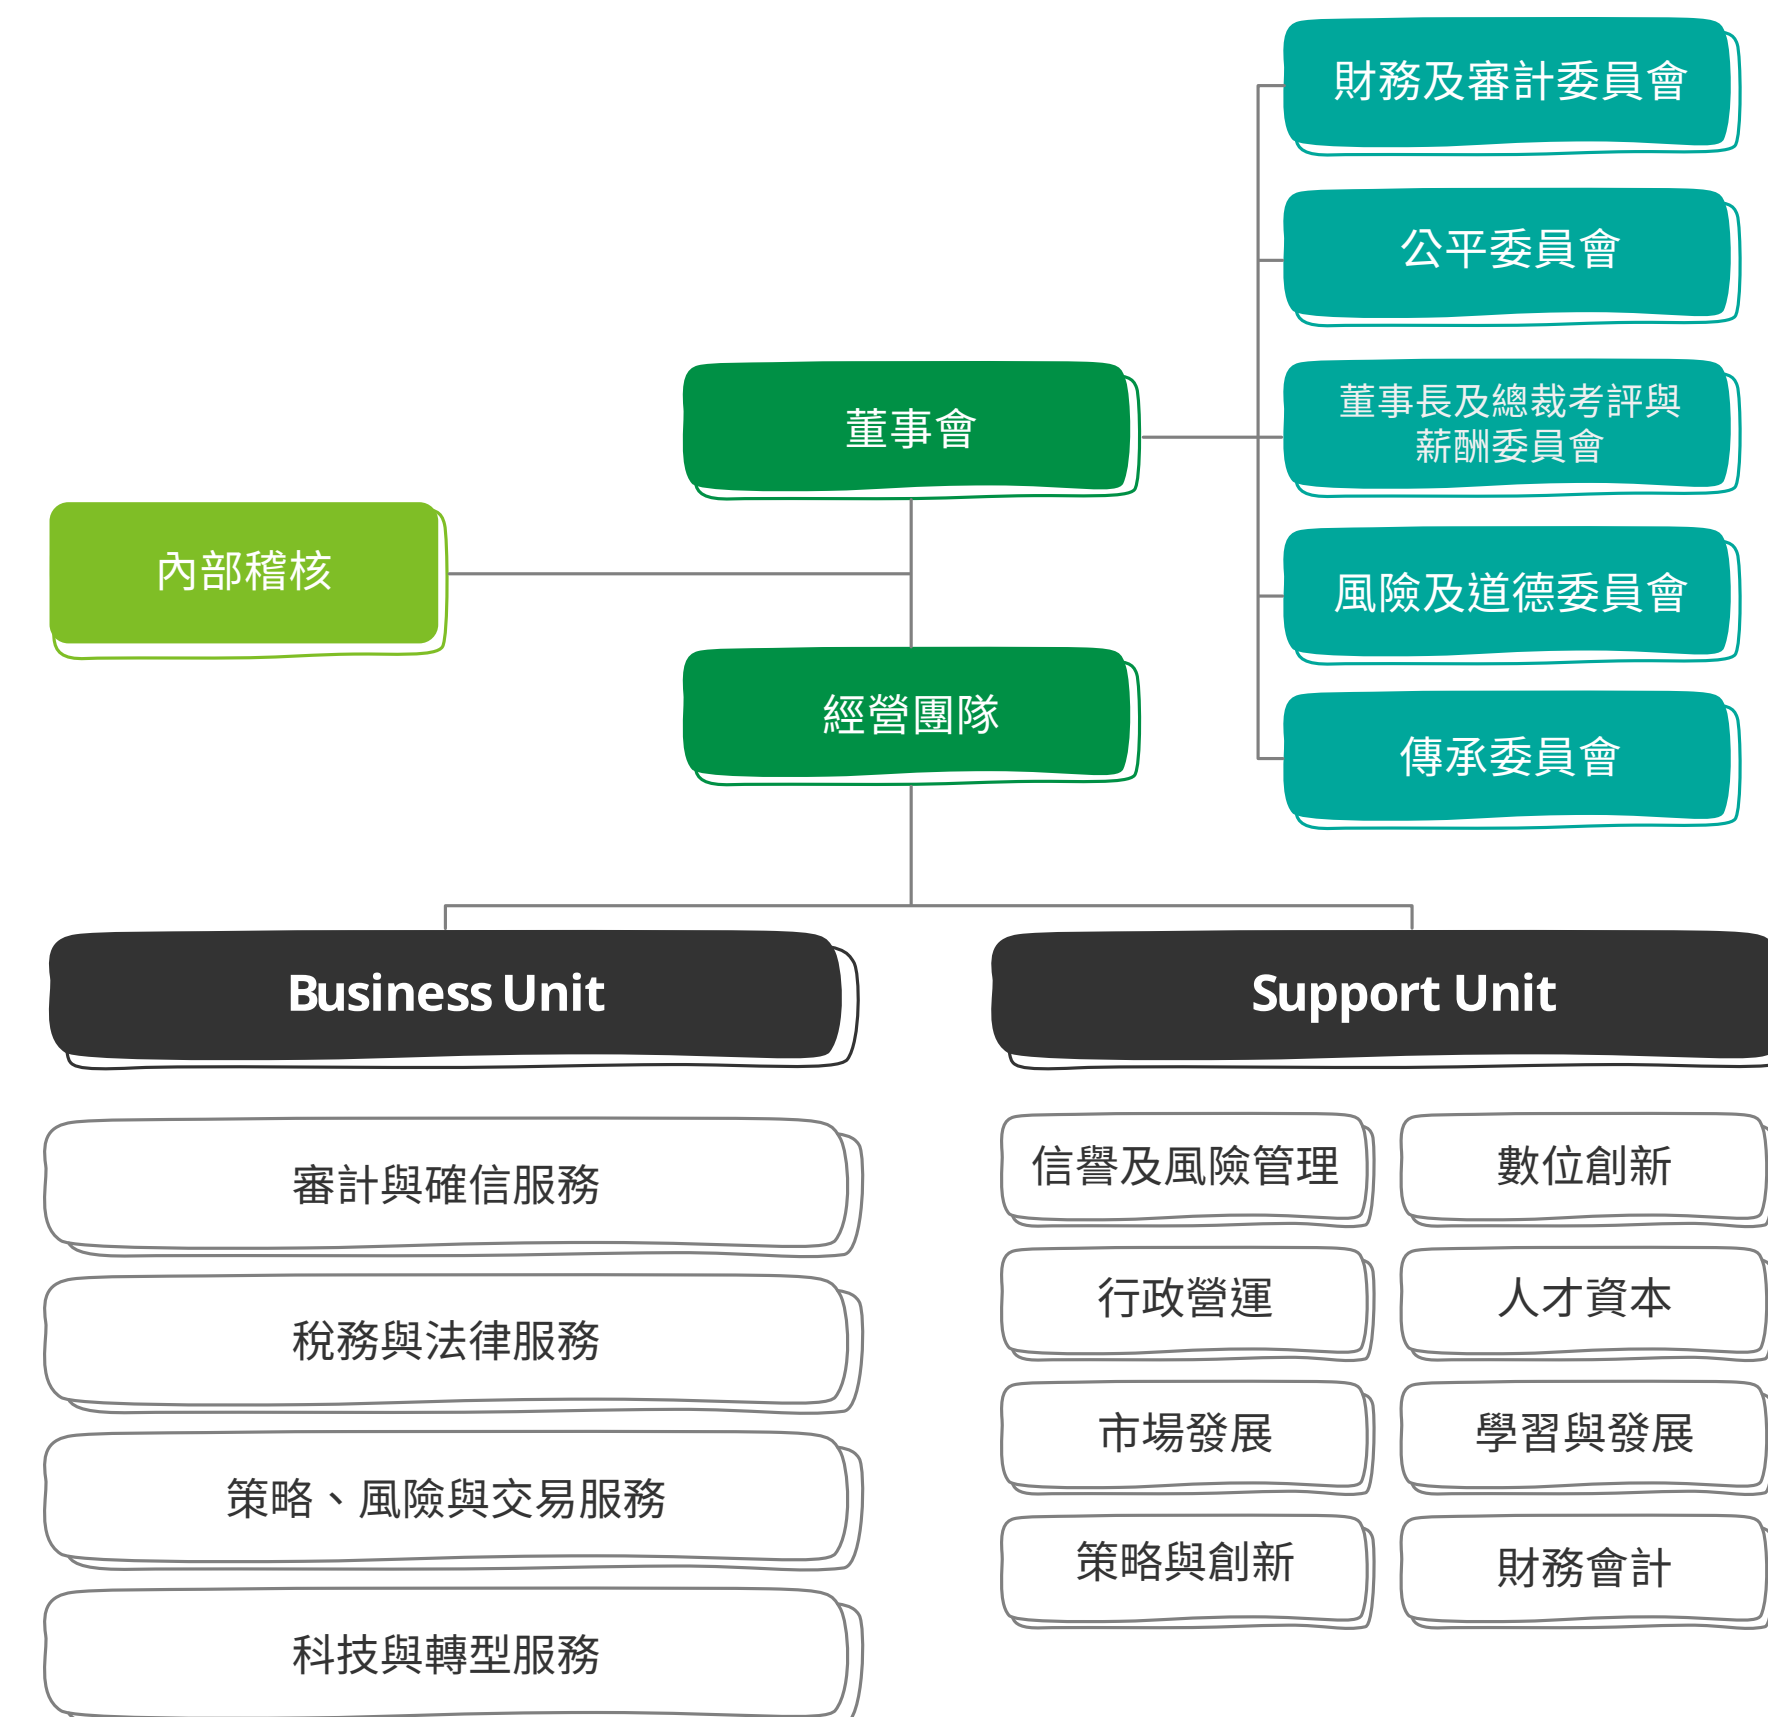 財務及審計委員會
公平委員會
董事會
董事長及總裁考評與
薪酬委員會
內部稽核
風險及道德委員會
經營團隊
傳承委員會
Business Unit
Support Unit
審計與確信服務
稅務與法律服務
策略、風險與交易服務
科技與轉型服務
信譽及風險管理
數位創新
行政營運
人才資本
市場發展
學習與發展
策略與創新
財務會計